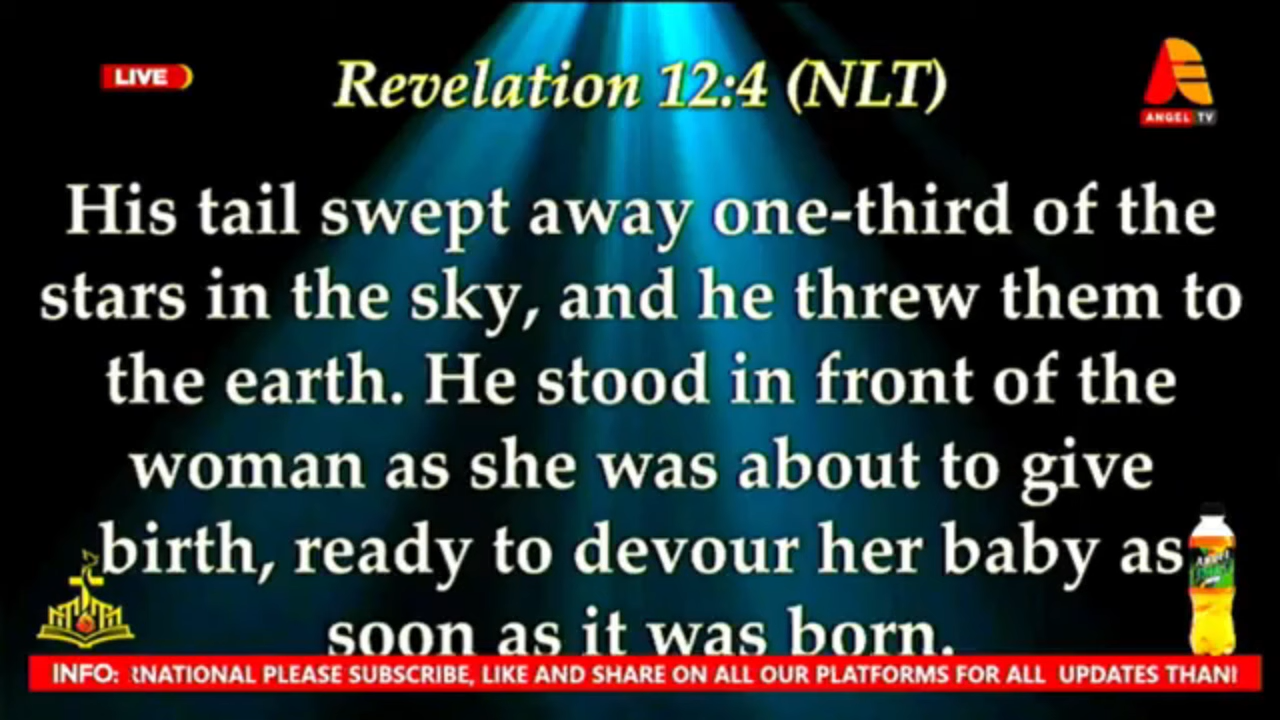 LIVE
Revelation 12:4 (NLT)
ANGEL TV
His tail swept away one-third of the
stars in the sky, and he threw them to
the earth. He stood in front of the
woman as she was about to give
birth, ready to devour her baby as
soon as it was born.
INFO: RNATIONAL PLEASE SUBSCRIBE, LIKE AND SHARE ON ALL OUR PLATFORMS FOR ALL UPDATES THAN